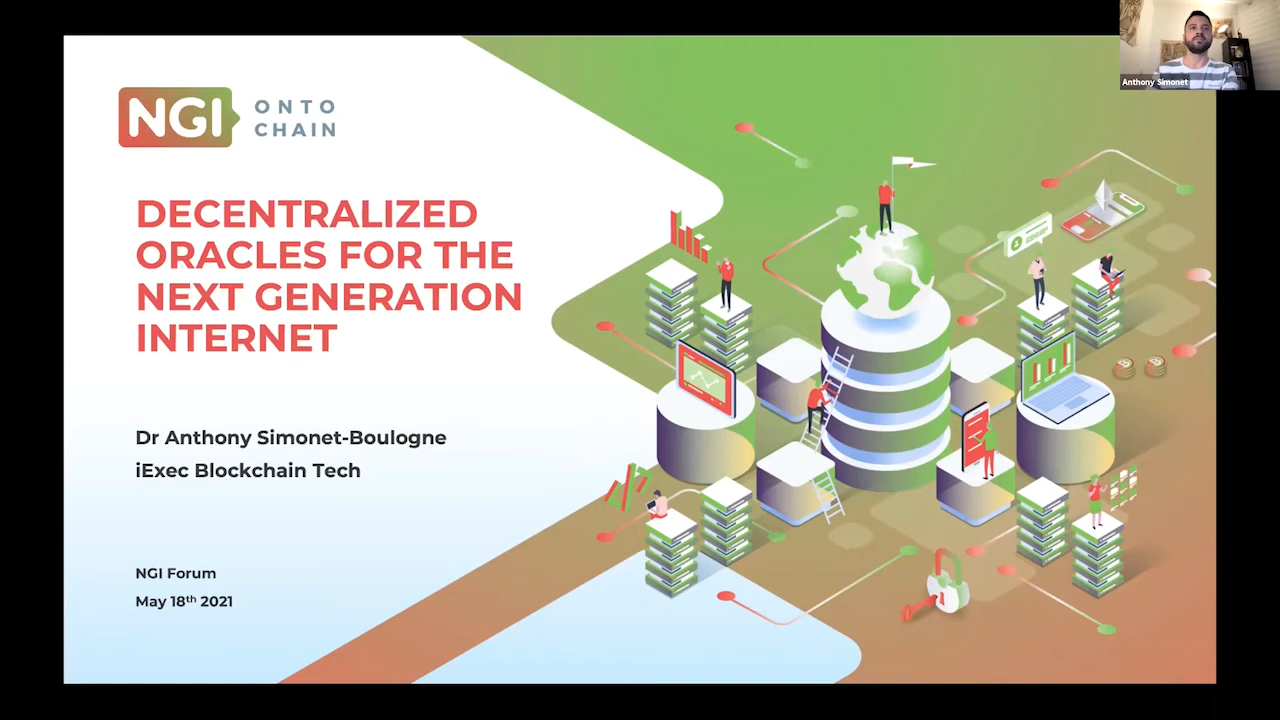 Anthony Simonet
NGI ONTO CHAIN
DECENTRALIZED
ORACLES FOR THE
NEXT GENERATION
INTERNET
Dr Anthony Simonet-Boulogne
iExec Blockchain Tech
NGI Forum
May 18th 2021